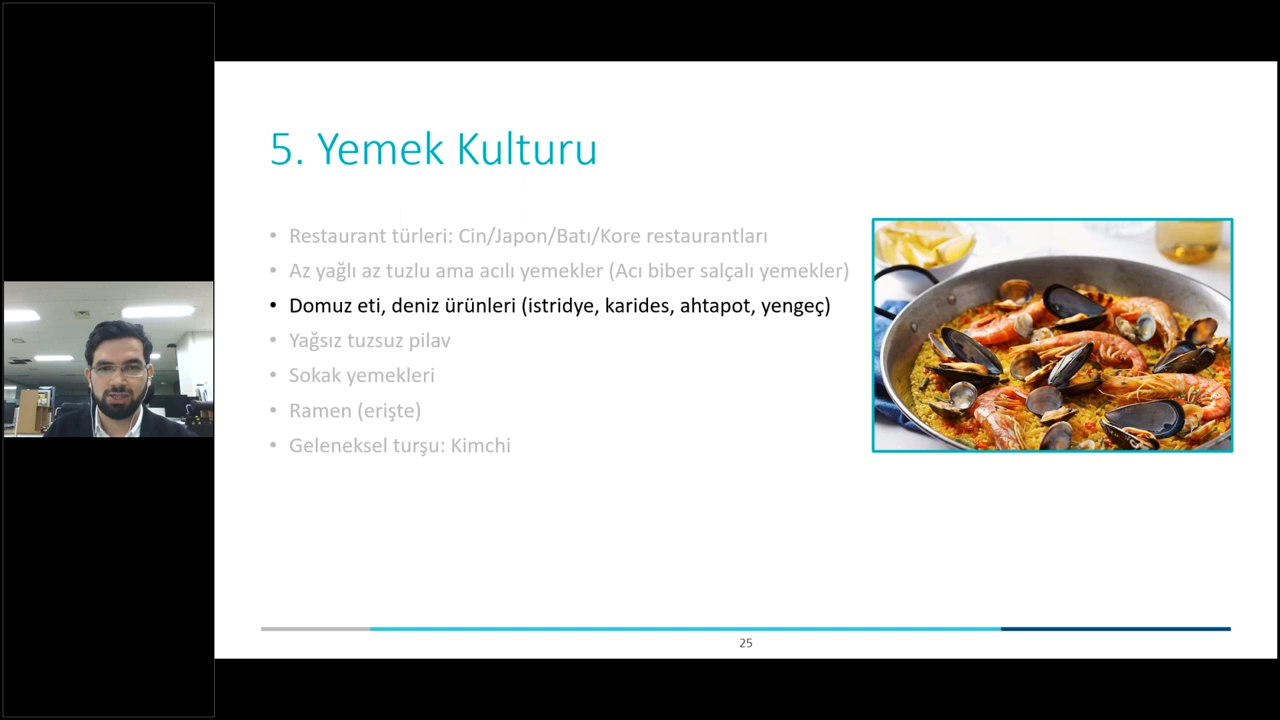 5. Yemek Kulturu
• Restaurant türleri: Cin/Japon/Batı/Kore restaurantları
• Az yağlı az tuzlu ama acılı yemekler (Acı biber salçalı yemekler)
• Domuz eti, deniz ürünleri (istridye, karides, ahtapot, yengeç)
• Yağsız tuzsuz pilav
• Sokak yemekleri
• Ramen (erişte)
• Geleneksel turşu: Kimchi
25